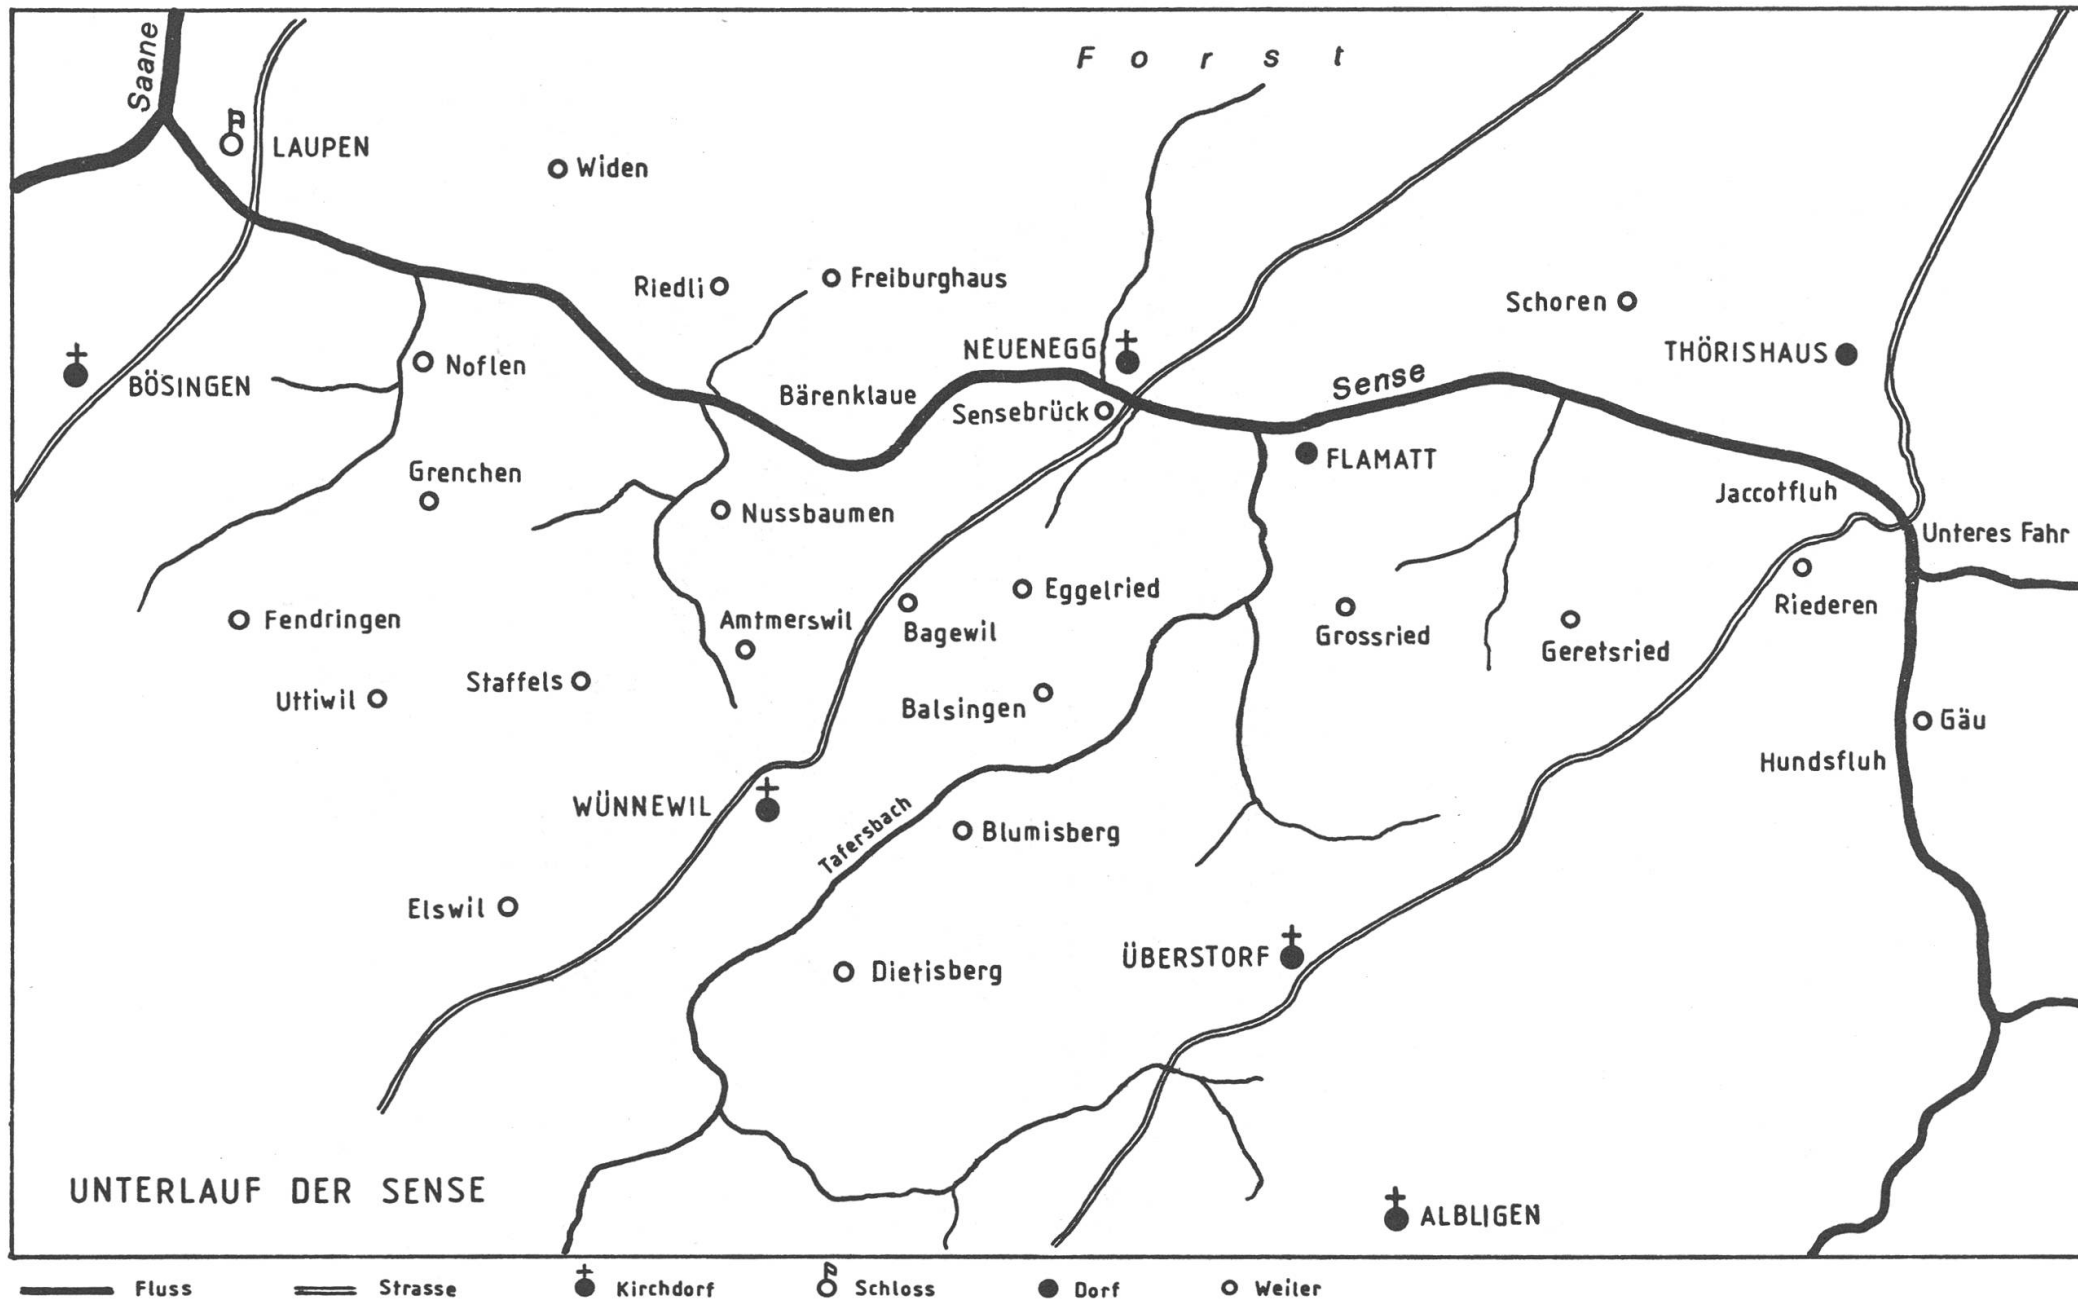 Saane
F o r s t
LAUPEN
Widen
Riedli
Freiburghaus
Schoren
NEUENEGG
THÖRISHAUS
BÖSINGEN
Noflen
Bärenklaue
Sense
Sensebrück
FLAMATT
Grenchen
Jaccotfluh
Nussbaumen
Unteres Fahr
Eggelried
Riederen
Fendringen
Amtmerswil
Bagewil
Grossried
Geretsried
Staffels
Uttiwil
Balsingen
Gäu
Hundsfluh
WÜNNEWIL
Tafersbach
Blumisberg
Elswil
ÜBERSTORF
Dietisberg
UNTERLAUF DER SENSE
ALBLIGEN
Fluss Strasse Kirchdorf Schloss Dorf Weiler